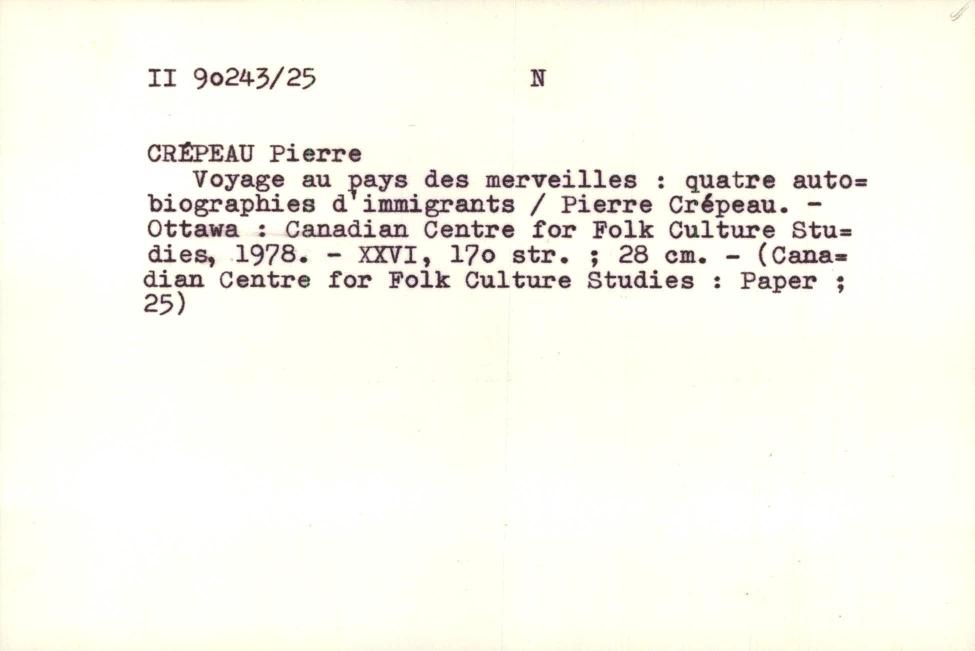 II 9o243/25 N
CRÉPEAU Pierre
Voyage au pays des merveilles : quatre auto=
biographies d'immigrants / Pierre Crépeau. -
Ottawa : Canadian Centre for Folk Culture Stu=
dies, 1978. - XXVI, 17o str. ; 28 cm. - (Cana=
dian Centre for Folk Culture Studies : Paper ;
25)